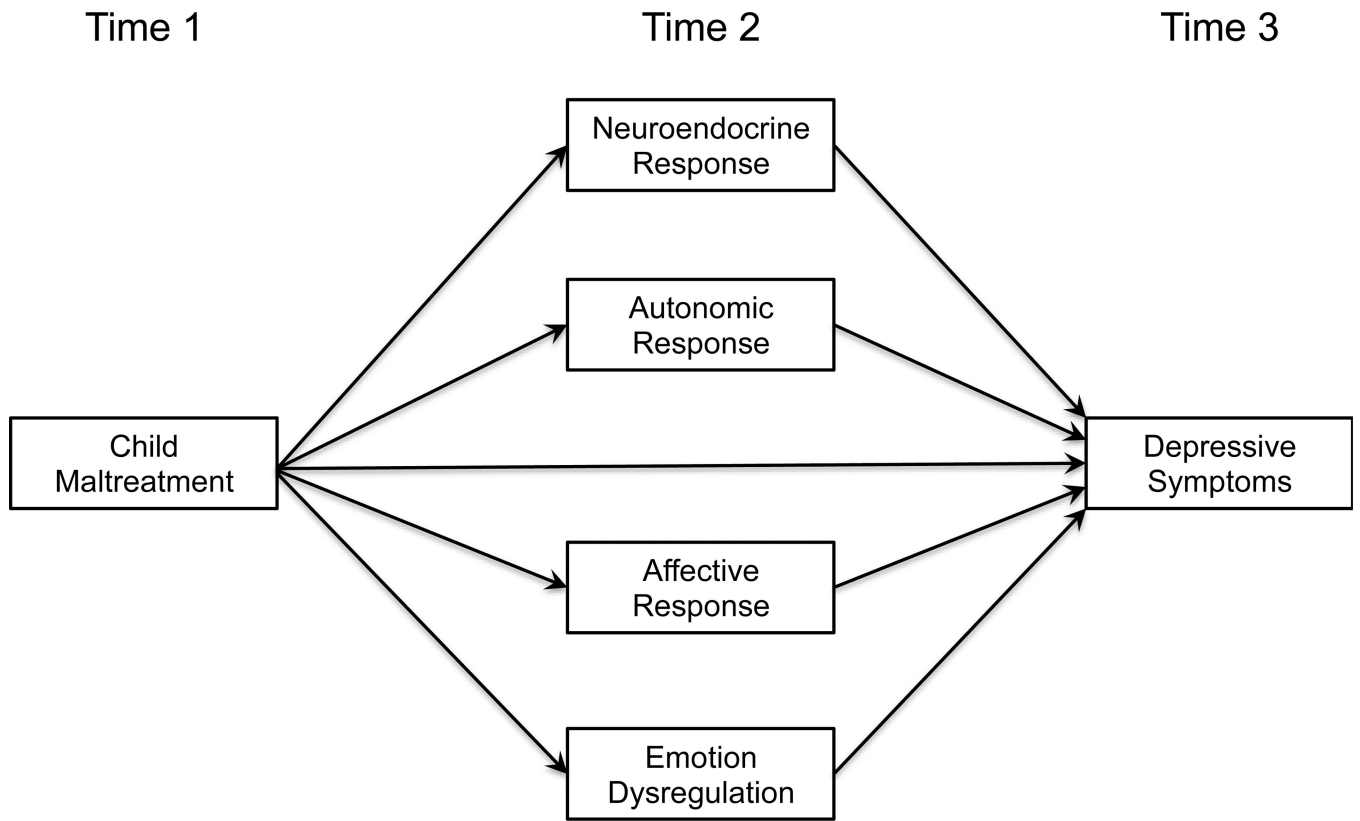 Time 1
Time 2
Time 3
Neuroendocrine
Response
Autonomic
Response
Child
Maltreatment
Depressive
Symptoms
Affective
Response
Emotion
Dysregulation